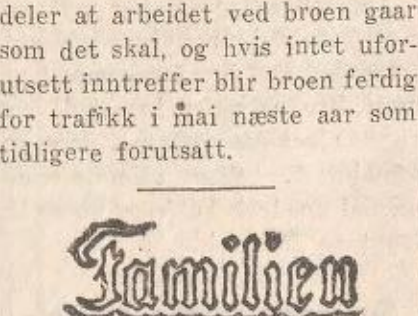 deler at arbeidet ved broen gaar
som det skal, og hvis intet ufor-
utsett inntreffer blir broen ferdig
for trafikk i mai næste aar som
tidligere forutsatt.
Familien